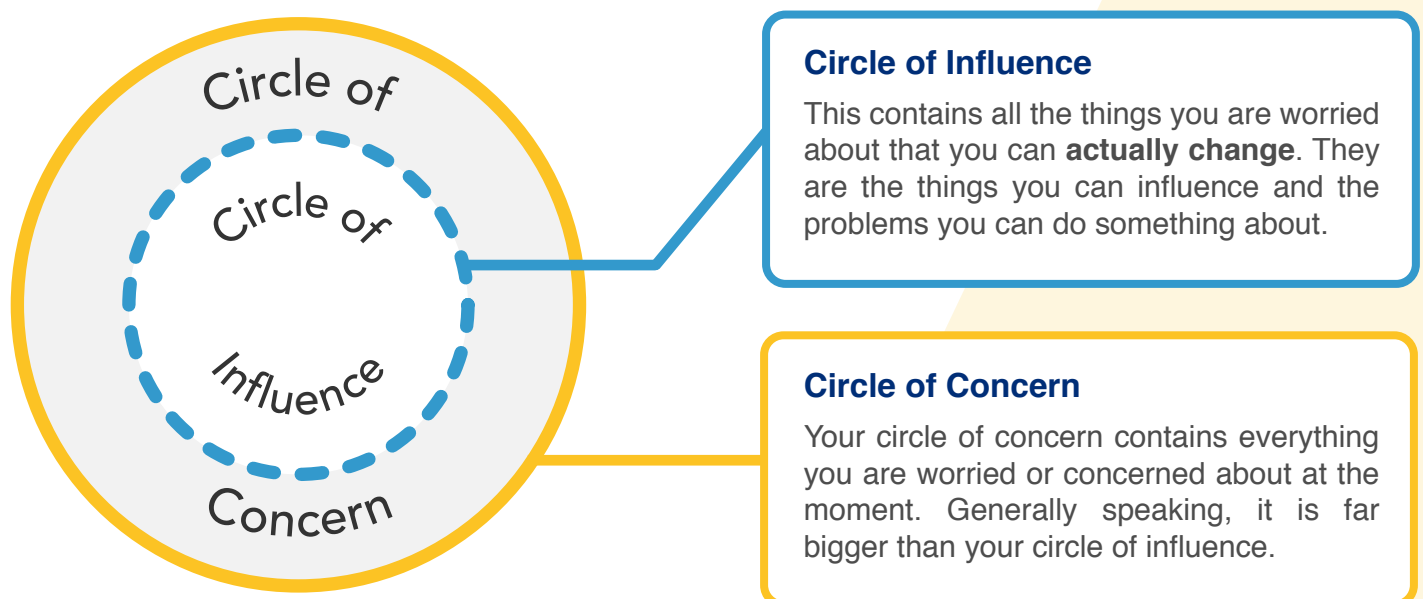 Circle of
Circle of
Influence
Concern
Circle of Influence
This contains all the things you are worried
about that you can actually change. They
are the things you can influence and the
problems you can do something about.
Circle of Concern
Your circle of concern contains everything
you are worried or concerned about at the
moment. Generally speaking, it is far
bigger than your circle of influence.